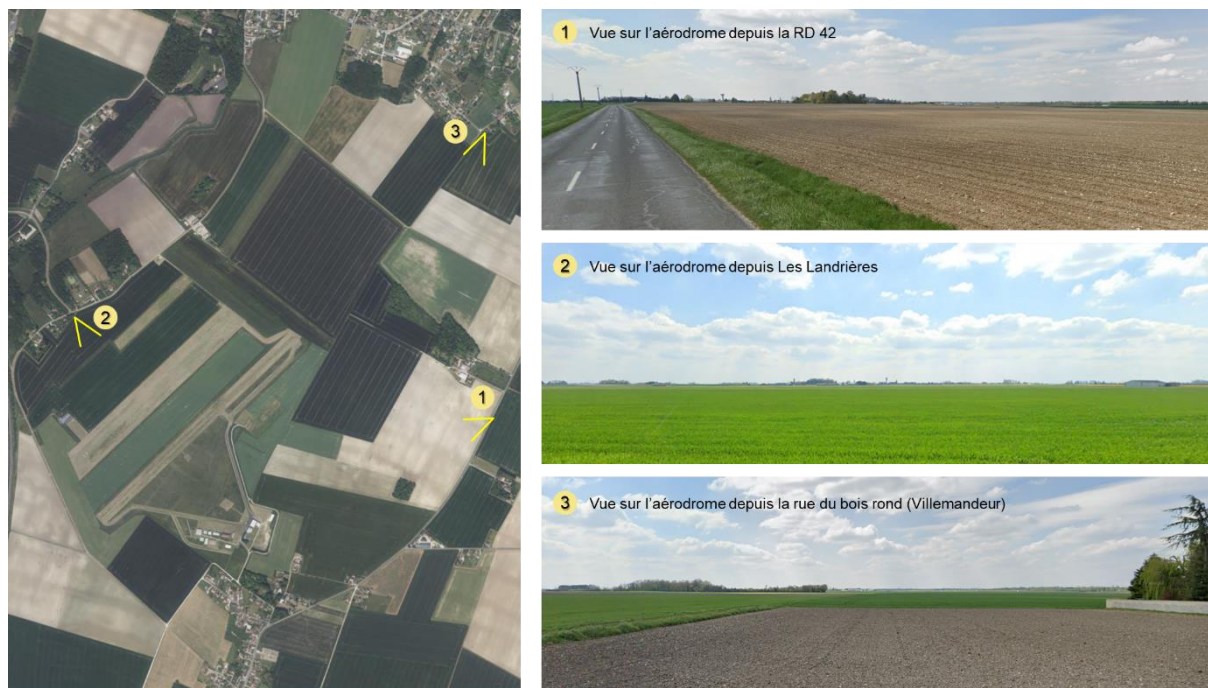 3
2
1
1 Vue sur l'aérodrome depuis la RD 42
2 Vue sur l'aérodrome depuis Les Landrières
3 Vue sur l'aérodrome depuis la rue du bois rond (Villemandeur)